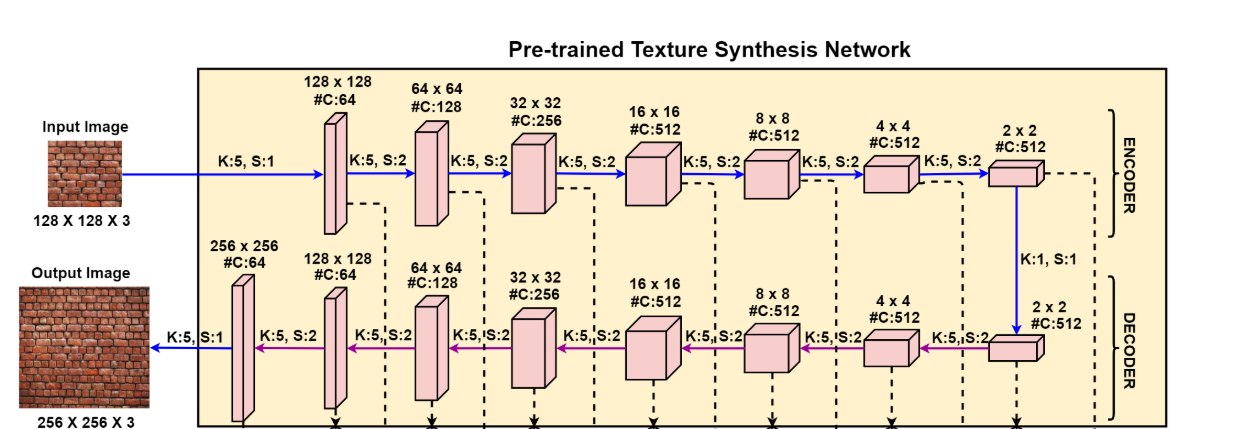 Pre-trained Texture Synthesis Network
Input Image
128 X 128 X 3
K:5, S:1
128 x 128
#C:64
K:5, S:2
64 x 64
#C:128
K:5, S:2
32 x 32
#C:256
K:5, S:2
16 x 16
#C:512
K:5, S:2
8 x 8
#C:512
K:5, S:2
4 x 4
#C:512
K:5, S:2
2 x 2
#C:512
ENCODER
K:1, S:1
Output Image
256 X 256 X 3
K:5, S:1
256 x 256
#C:64
K:5, S:2
128 x 128
#C:64
K:5, S:2
64 x 64
#C:128
K:5, S:2
32 x 32
#C:256
K:5, S:2
16 x 16
#C:512
K:5, S:2
8 x 8
#C:512
K:5, S:2
4 x 4
#C:512
K:5, S:2
2 x 2
#C:512
DECODER